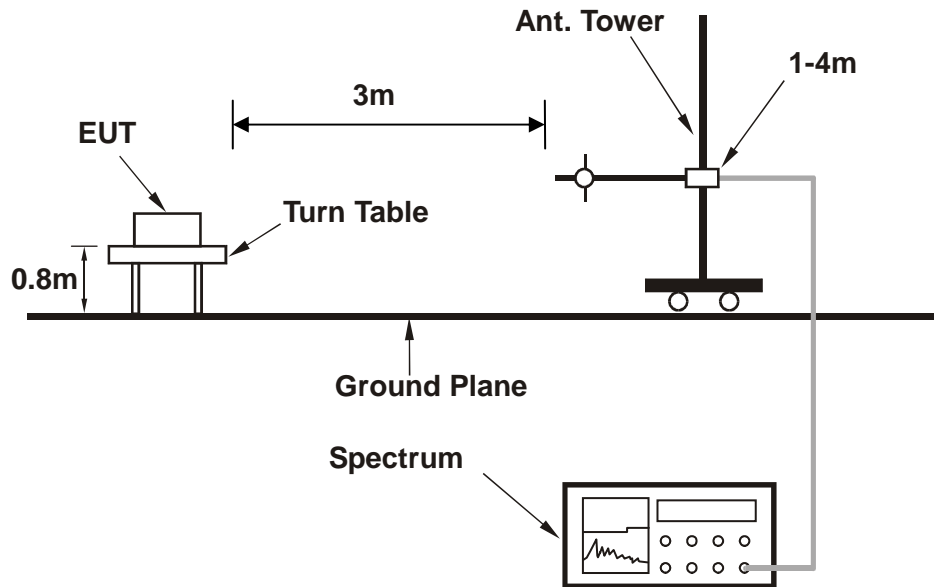 Ant. Tower
1-4m
3m
EUT
Turn Table
0.8m
Ground Plane
Spectrum